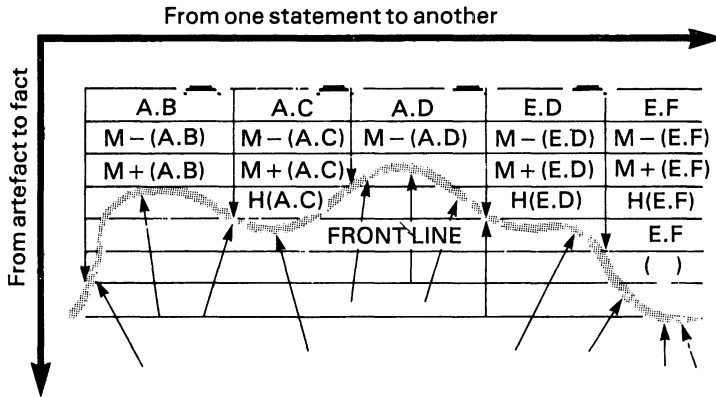 From one statement to another
From artefact to fact
A.B A.C A.D E.D E.F
M – (A.B) M – (A.C) M – (A.D) M – (E.D) M – (E.F)
M + (A.B) M + (A.C) M + (E.D) M + (E.F)
H(A.C) H(E.D) H(E.F)
FRONT LINE E.F
( )